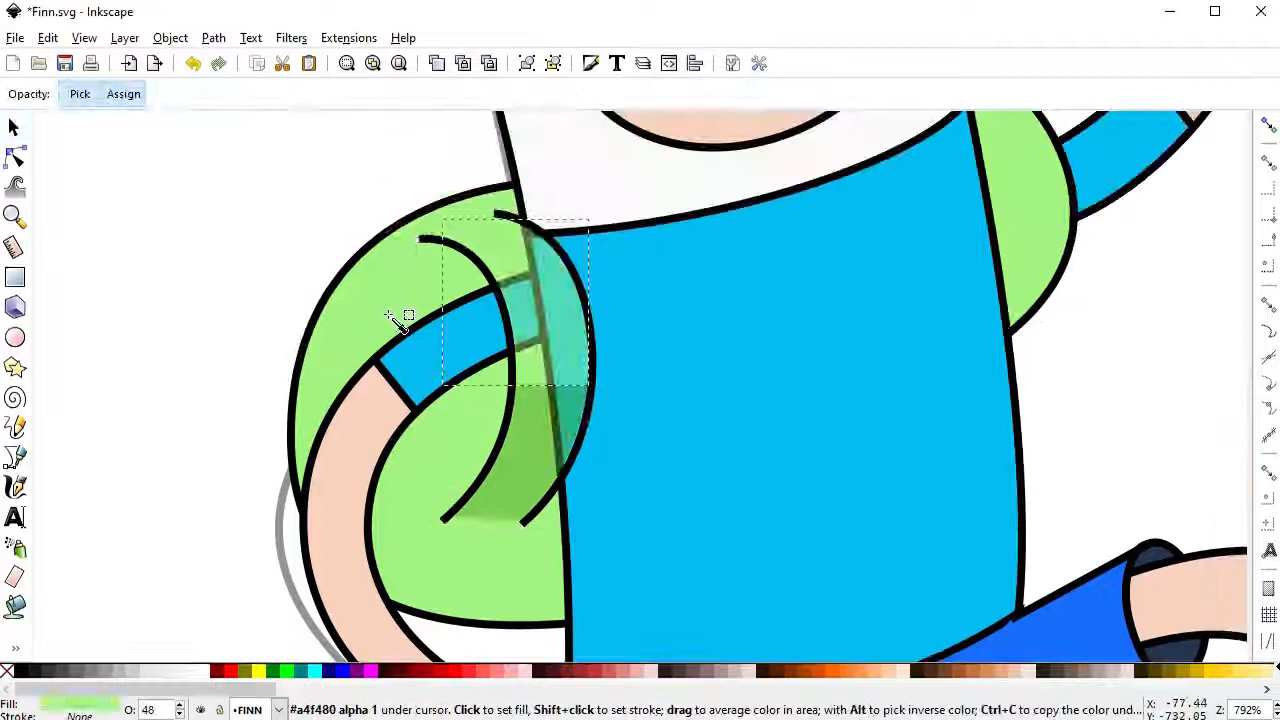 *Finn.svg - Inkscape
File Edit View Layer Object Path Text Filters Extensions Help
Opacity: Pick Assign
Fill: O: 48 •FINN #a4f480 alpha 1 under cursor. Click to set fill, Shift+click to set stroke; drag to average color in area; with Alt to pick inverse color; Ctrl+C to copy the color un... X: -77.44 Z: 792%
Stroke: None Y: -732.05